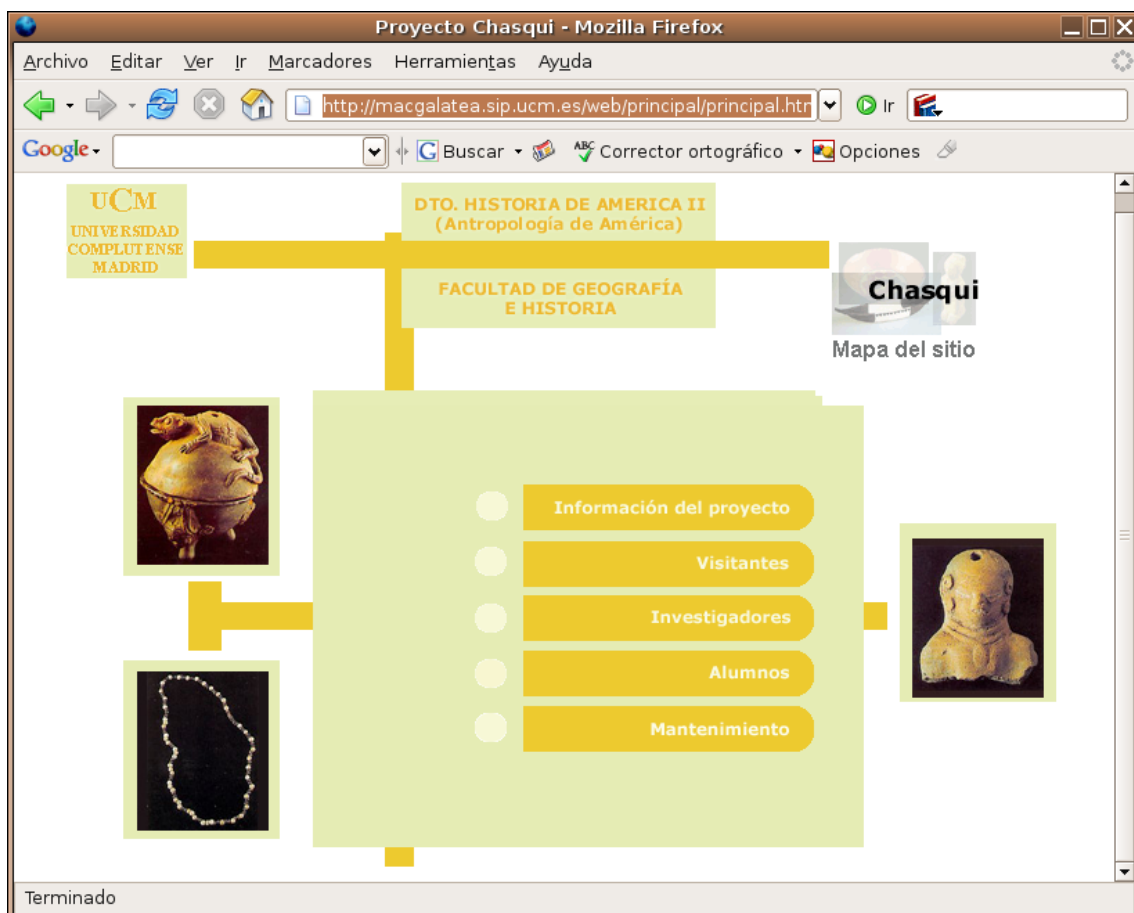 Proyecto Chasqui - Mozilla Firefox
Archivo Editar Ver Ir Marcadores Herramientas Ayuda
http://macgalatea.sip.ucm.es/web/principal/principal.htm Ir
Google Buscar ABC Corrector ortográfico Opciones
UCM
UNIVERSIDAD
COMPLUTENSE
MADRID
DTO. HISTORIA DE AMERICA II
(Antropología de América)
FACULTAD DE GEOGRAFÍA
E HISTORIA
Chasqui
Mapa del sitio
Información del proyecto
Visitantes
Investigadores
Alumnos
Mantenimiento
Terminado